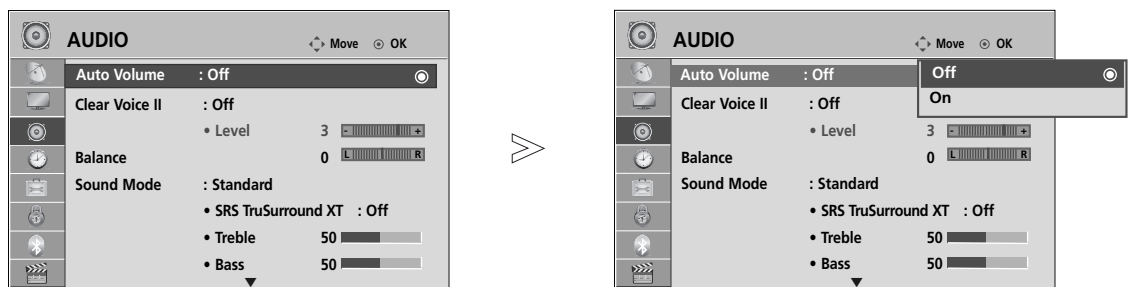 AUDIO
Move OK
Auto Volume : Off
Clear Voice II : Off
• Level 3 - +
Balance 0 L R
Sound Mode : Standard
• SRS TruSurround XT : Off
• Treble 50
• Bass 50
AUDIO
Move OK
Auto Volume : Off
Off
On
Clear Voice II : Off
• Level 3 - +
Balance 0 L R
Sound Mode : Standard
• SRS TruSurround XT : Off
• Treble 50
• Bass 50